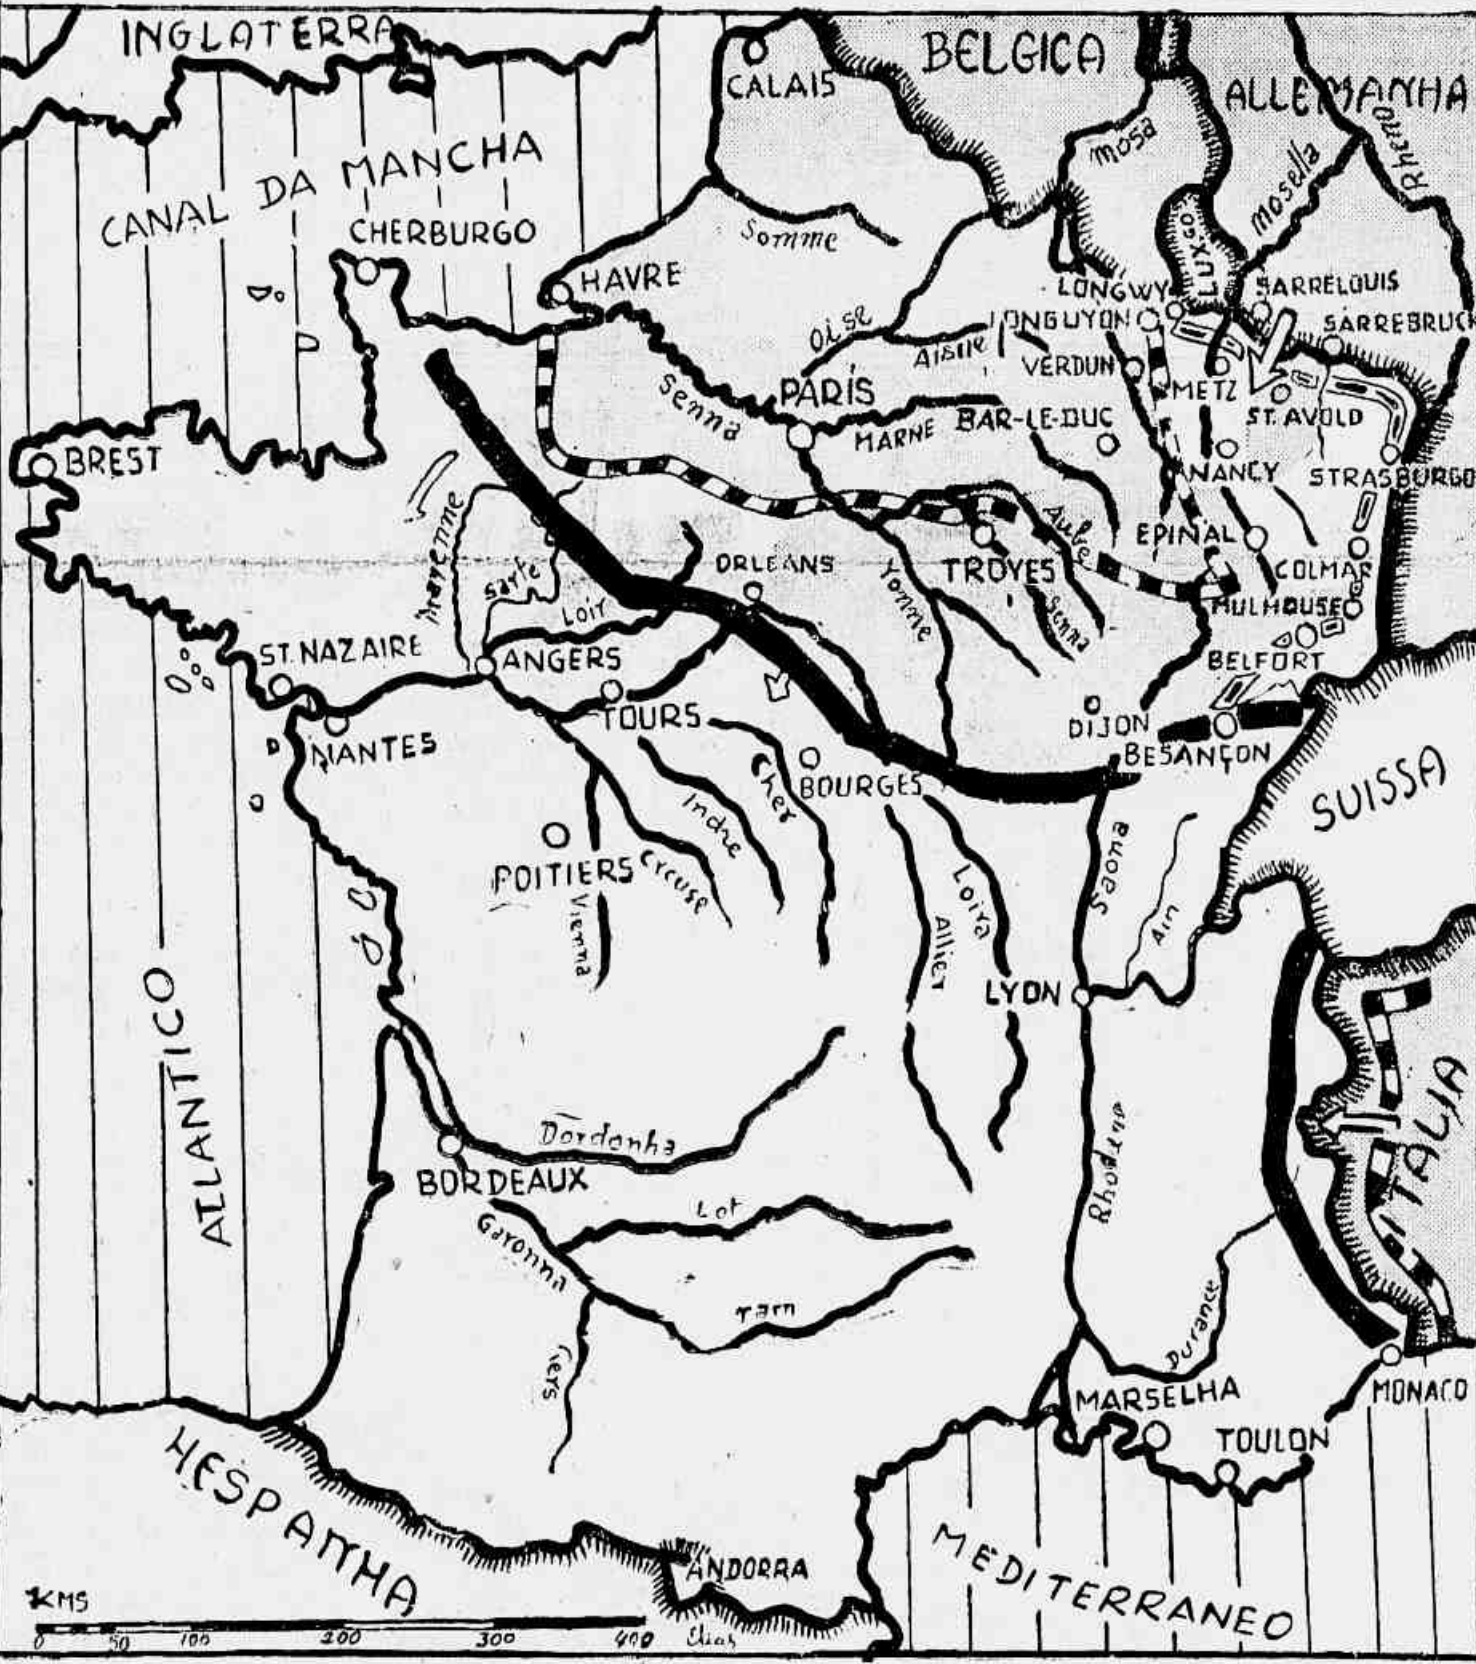 INGLATERRA
BELGICA
CALAIS
ALLEMANHA
Rheno
Mosa
Mosella
CANAL DA MANCHA
CHERBURGO
Somme
LUXGO
HAVRE
LONGWY
SARRELOUIS
LONGUYON
SARREBRUCK
Oise
Aisne
VERDUN
Senna
PARÍS
METZ
ST. AVOLD
MARNE
BAR-LE-DUC
BREST
NANCY
STRASBURGO
Mayenne
Aube
EPINAL
Sarte
ORLEANS
Yonne
TROYES
COLMAR
Loir
Senna
MULHOUSE
ST. NAZAIRE
ANGERS
BELFORT
TOURS
DIJON
NANTES
BESANÇON
Cher
BOURGES
SUISSA
Indre
POITIERS
Creuse
Saona
Loira
Vienna
Allier
Ain
LYON
ATLANTICO
ITALIA
Dordonha
Rhodano
BORDEAUX
Lot
Garonna
Tarn
Durance
Gers
MARSELHA
MONACO
TOULON
HESPANHA
ANDORRA
MEDITERRANEO
KMS
0 50 100 200 300 400
Elias